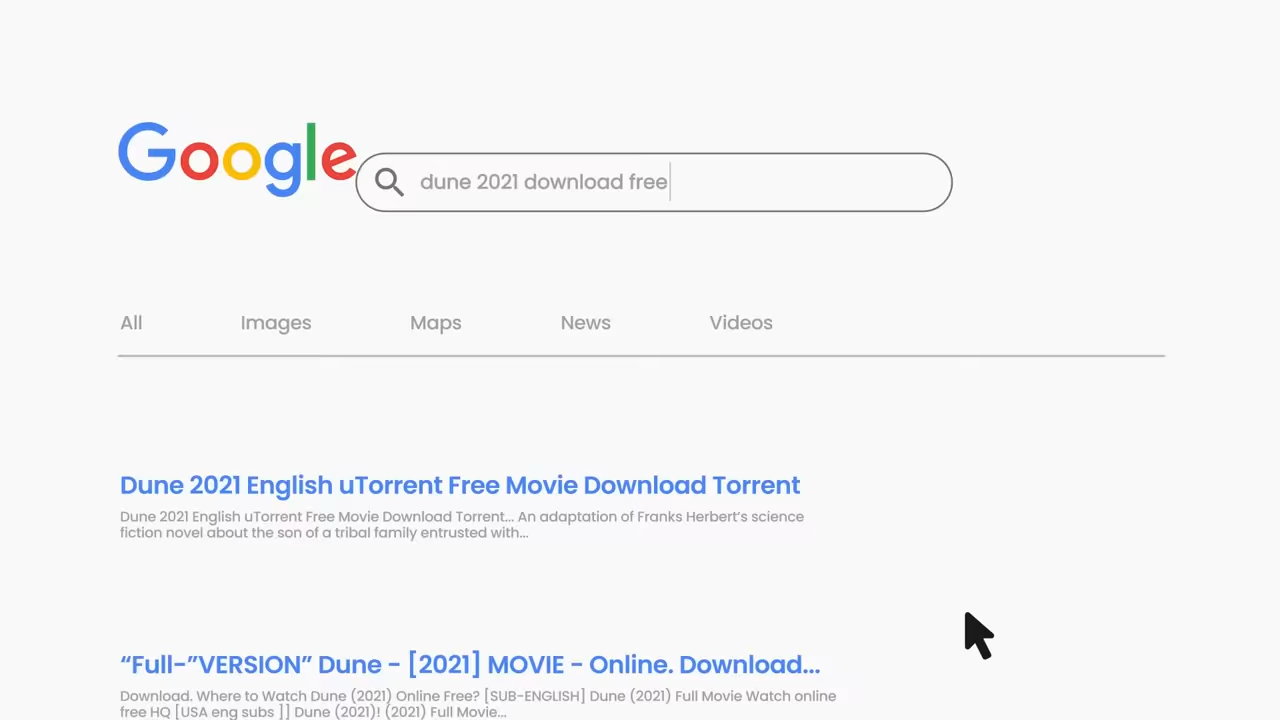 Google
dune 2021 download free
All Images Maps News Videos
Dune 2021 English uTorrent Free Movie Download Torrent
Dune 2021 English uTorrent Free Movie Download Torrent... An adaptation of Franks Herbert's science
fiction novel about the son of a tribal family entrusted with...
“Full-”VERSION” Dune - [2021] MOVIE - Online. Download...
Download. Where to Watch Dune (2021) Online Free? [SUB-ENGLISH] Dune (2021) Full Movie Watch online
free HQ [USA eng subs ]] Dune (2021)! (2021) Full Movie...